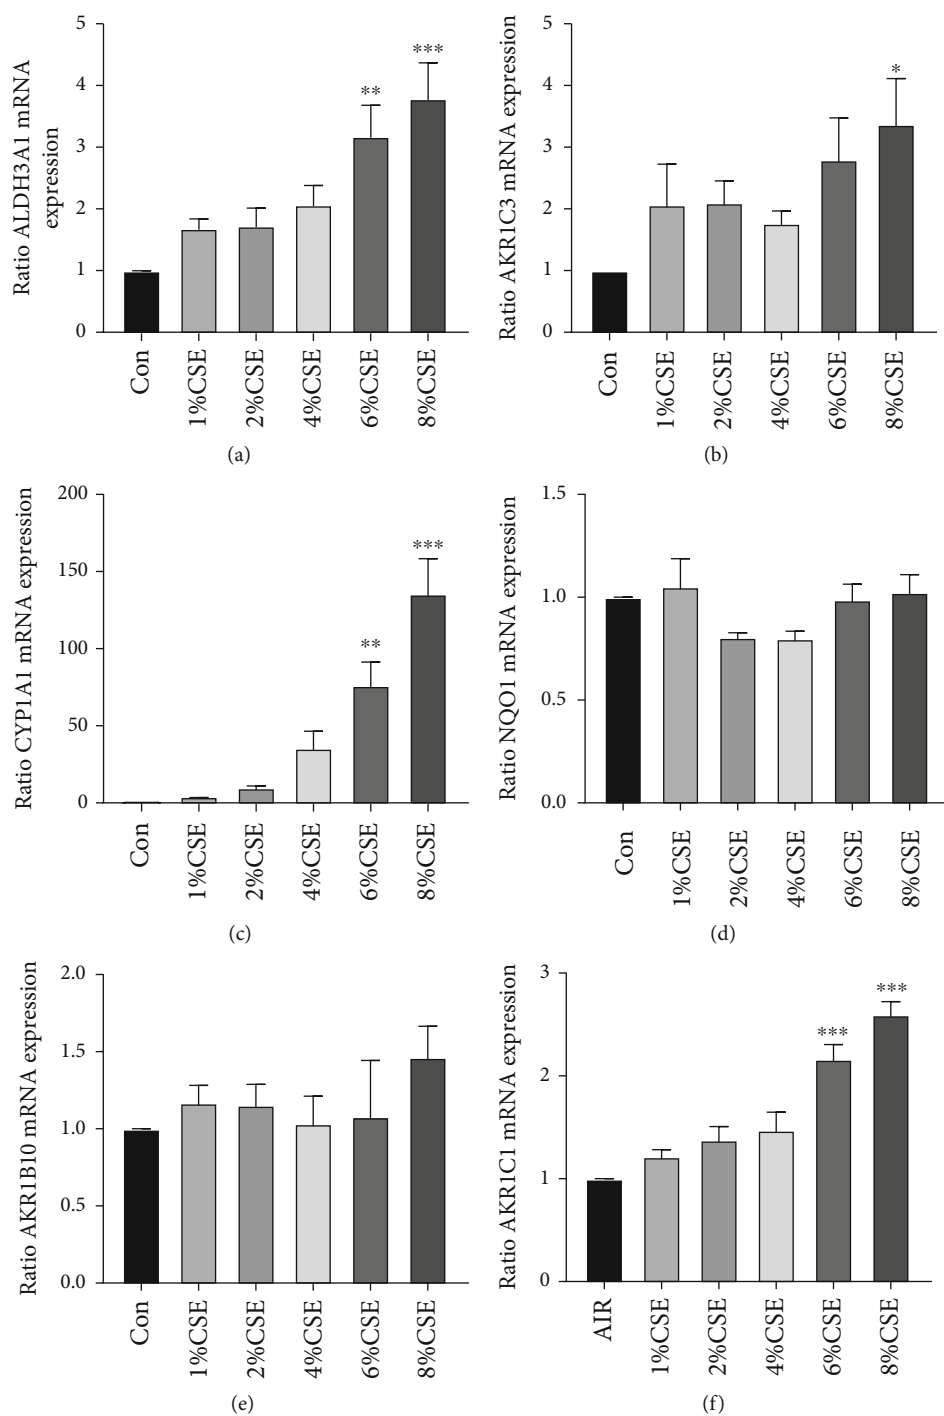 Ratio ALDH3A1 mRNA
expression
5
4
3
2
1
0
**
***
Con
1%CSE
2%CSE
4%CSE
6%CSE
8%CSE
(a)
Ratio AKR1C3 mRNA expression
5
4
3
2
1
0
*
Con
1%CSE
2%CSE
4%CSE
6%CSE
8%CSE
(b)
Ratio CYP1A1 mRNA expression
200
150
100
50
0
**
***
Con
1%CSE
2%CSE
4%CSE
6%CSE
8%CSE
(c)
Ratio NQO1 mRNA expression
1.5
1.0
0.5
0.0
Con
1%CSE
2%CSE
4%CSE
6%CSE
8%CSE
(d)
Ratio AKR1B10 mRNA expression
2.0
1.5
1.0
0.5
0.0
Con
1%CSE
2%CSE
4%CSE
6%CSE
8%CSE
(e)
Ratio AKR1C1 mRNA expression
3
2
1
0
***
***
AIR
1%CSE
2%CSE
4%CSE
6%CSE
8%CSE
(f)